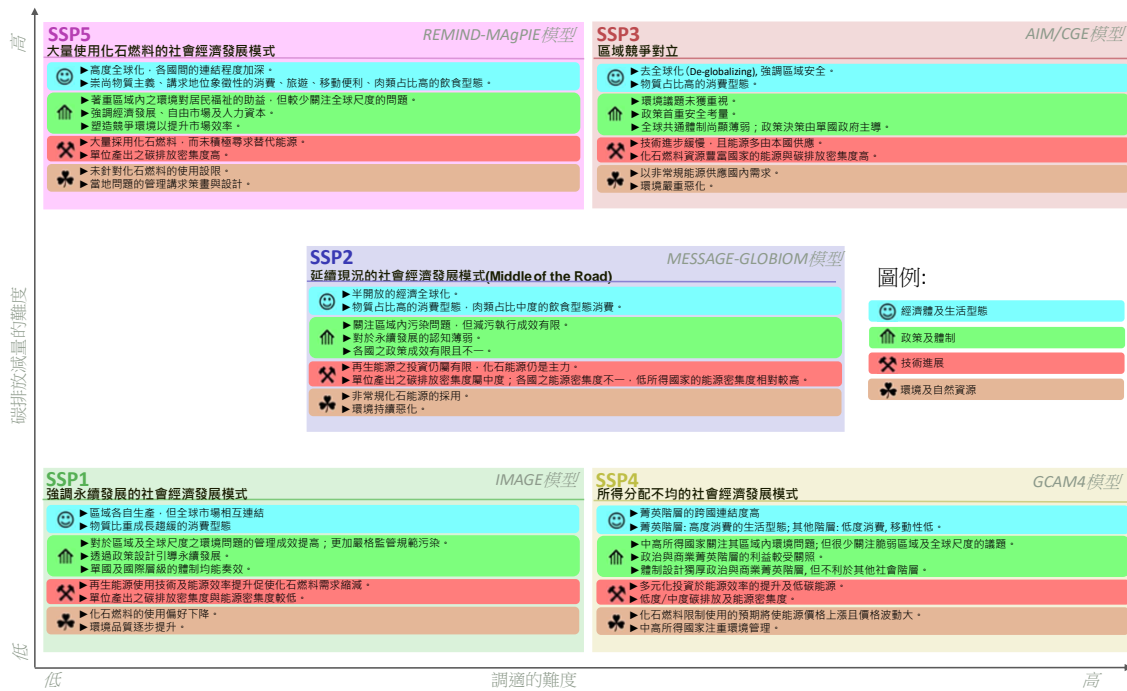 高
碳排放減量的難度
低
SSP5
REMIND-MAgPIE模型
大量使用化石燃料的社會經濟發展模式
►高度全球化，各國間的連結程度加深。
►崇尚物質主義、講求地位象徵性的消費、旅遊、移動便利、肉類占比高的飲食型態。
►著重區域內之環境對居民福祉的助益，但較少關注全球尺度的問題。
►強調經濟發展、自由市場及人力資本。
►塑造競爭環境以提升市場效率。
►大量採用化石燃料，而未積極尋求替代能源。
►單位產出之碳排放密集度高。
►未針對化石燃料的使用設限。
►當地問題的管理講求策畫與設計。
SSP3
AIM/CGE模型
區域競爭對立
►去全球化(De-globalizing), 強調區域安全。
►物質占比高的消費型態。
►環境議題未獲重視。
►政策首重安全考量。
►全球共通體制尚顯薄弱；政策決策由單國政府主導。
►技術進步緩慢，且能源多由本國供應。
►化石燃料資源豐富國家的能源與碳排放密集度高。
►以非常規能源供應國內需求。
►環境嚴重惡化。
SSP2
MESSAGE-GLOBIOM模型
延續現況的社會經濟發展模式(Middle of the Road)
►半開放的經濟全球化。
►物質占比高的消費型態，肉類占比中度的飲食型態消費。
►關注區域內污染問題，但減污執行成效有限。
►對於永續發展的認知薄弱。
►各國之政策成效有限且不一。
►再生能源之投資仍屬有限，化石能源仍是主力。
►單位產出之碳排放密集度屬中度；各國之能源密集度不一，低所得國家的能源密集度相對較高。
►非常規化石能源的採用。
►環境持續惡化。
圖例:
經濟體及生活型態
政策及體制
技術進展
環境及自然資源
SSP1
IMAGE模型
強調永續發展的社會經濟發展模式
►區域各自生產，但全球市場相互連結
►物質比重成長趨緩的消費型態
►對於區域及全球尺度之環境問題的管理成效提高；更加嚴格監管規範污染。
►透過政策設計引導永續發展。
►單國及國際層級的體制均能奏效。
►再生能源使用技術及能源效率提升促使化石燃料需求縮減。
►單位產出之碳排放密集度與能源密集度較低。
►化石燃料的使用偏好下降。
►環境品質逐步提升。
SSP4
GCAM4模型
所得分配不均的社會經濟發展模式
►菁英階層的跨國連結度高
►菁英階層: 高度消費的生活型態; 其他階層: 低度消費, 移動性低。
►中高所得國家關注其區域內環境問題; 但很少關注脆弱區域及全球尺度的議題。
►政治與商業菁英階層的利益較受關照。
►體制設計獨厚政治與商業菁英階層, 但不利於其他社會階層。
►多元化投資於能源效率的提升及低碳能源。
►低度/中度碳排放及能源密集度。
►化石燃料限制使用的預期將使能源價格上漲且價格波動大。
►中高所得國家注重環境管理。
低
調適的難度
高